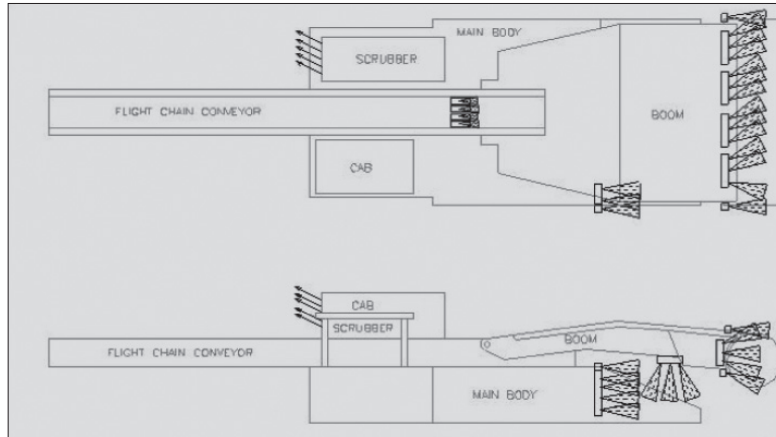 MAIN BODY
SCRUBBER
FLIGHT CHAIN CONVEYOR
BOOM
CAB
CAB
SCRUBBER
BOOM
FLIGHT CHAIN CONVEYOR
MAIN BODY